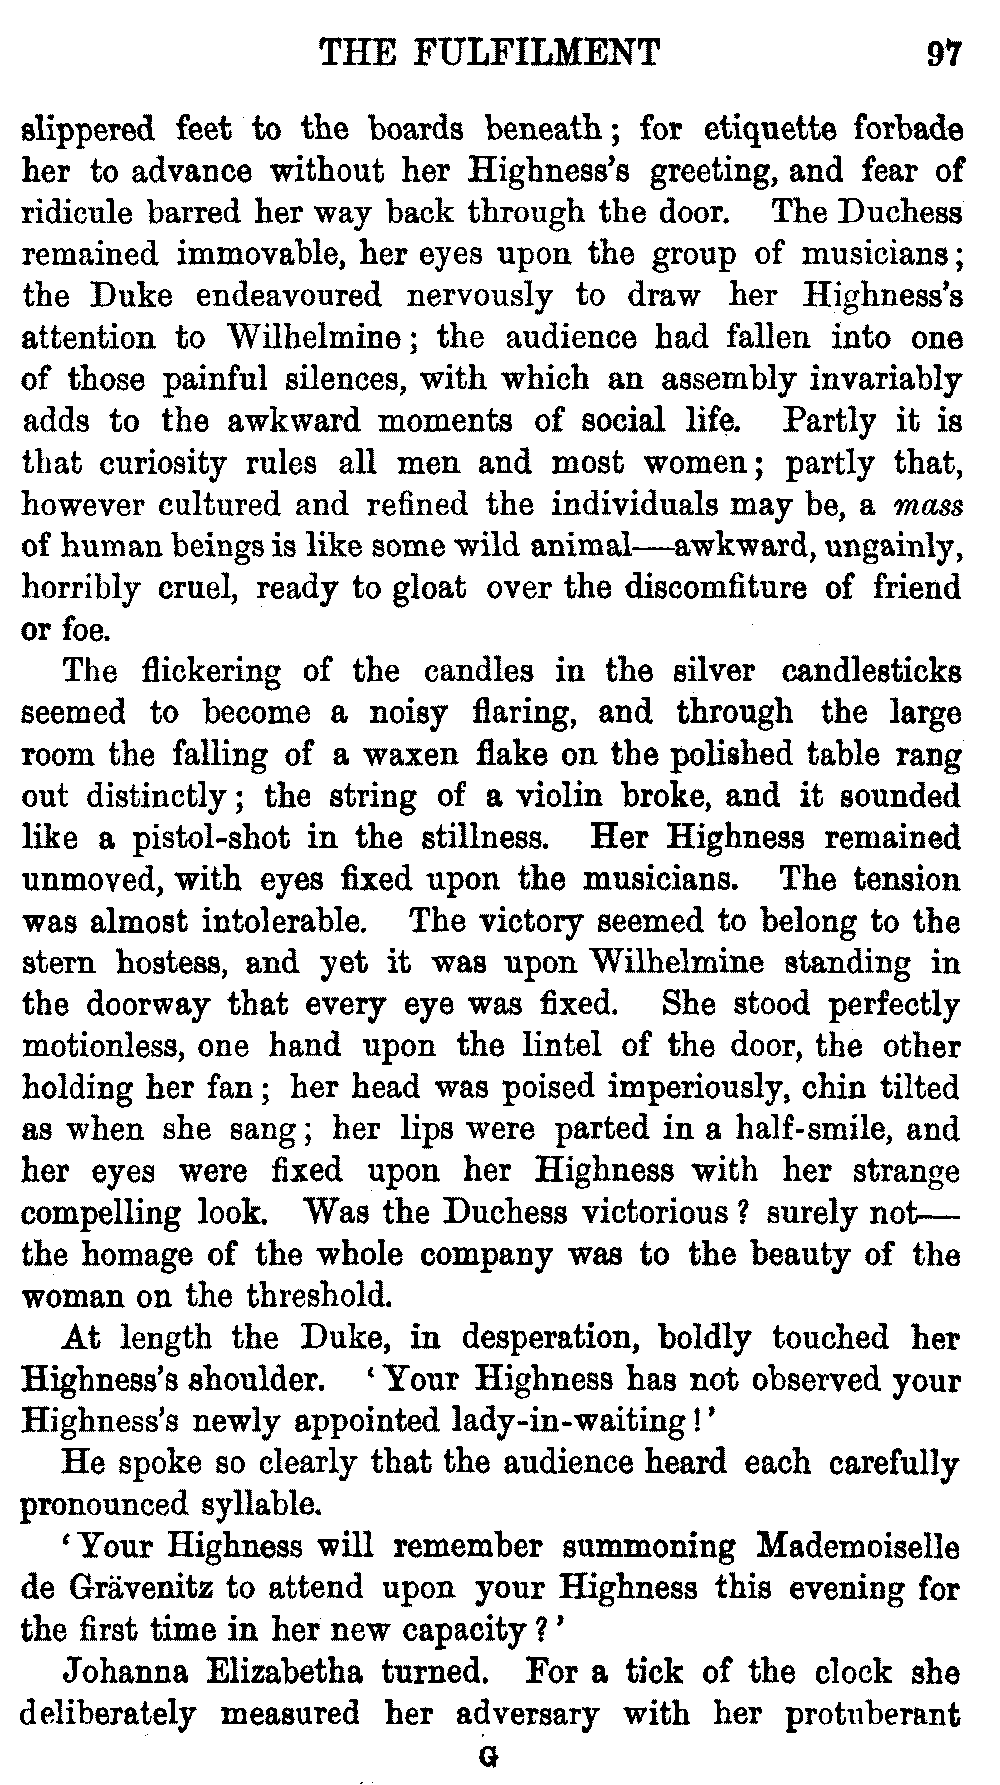 THE FULFILMENT 97
slippered feet to the boards beneath; for etiquette forbade
her to advance without her Highness's greeting, and fear of
ridicule barred her way back through the door. The Duchess
remained immovable, her eyes upon the group of musicians;
the Duke endeavoured nervously to draw her Highness's
attention to Wilhelmine; the audience had fallen into one
of those painful silences, with which an assembly invariably
adds to the awkward moments of social life. Partly it is
that curiosity rules all men and most women; partly that,
however cultured and refined the individuals may be, a mass
of human beings is like some wild animal—awkward, ungainly,
horribly cruel, ready to gloat over the discomfiture of friend
or foe.
The flickering of the candles in the silver candlesticks
seemed to become a noisy flaring, and through the large
room the falling of a waxen flake on the polished table rang
out distinctly; the string of a violin broke, and it sounded
like a pistol-shot in the stillness. Her Highness remained
unmoved, with eyes fixed upon the musicians. The tension
was almost intolerable. The victory seemed to belong to the
stern hostess, and yet it was upon Wilhelmine standing in
the doorway that every eye was fixed. She stood perfectly
motionless, one hand upon the lintel of the door, the other
holding her fan; her head was poised imperiously, chin tilted
as when she sang; her lips were parted in a half-smile, and
her eyes were fixed upon her Highness with her strange
compelling look. Was the Duchess victorious? surely not—
the homage of the whole company was to the beauty of the
woman on the threshold.
At length the Duke, in desperation, boldly touched her
Highness's shoulder. 'Your Highness has not observed your
Highness's newly appointed lady-in-waiting!'
He spoke so clearly that the audience heard each carefully
pronounced syllable.
'Your Highness will remember summoning Mademoiselle
de Grävenitz to attend upon your Highness this evening for
the first time in her new capacity?'
Johanna Elizabetha turned. For a tick of the clock she
deliberately measured her adversary with her protuberant
G